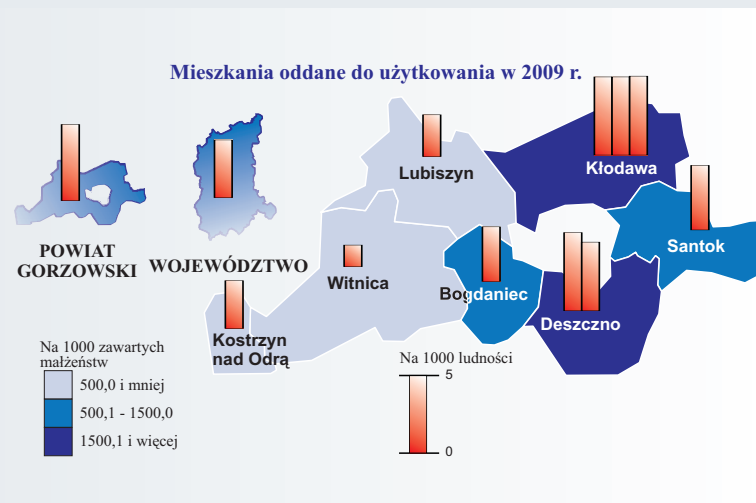 Mieszkania oddane do użytkowania w 2009 r.
Lubiszyn
Kłodawa
POWIAT
GORZOWSKI
WOJEWÓDZTWO
Santok
Witnica
Bogdaniec
Deszczno
Kostrzyn
nad Odrą
Na 1000 zawartych
małżeństw
500,0 i mniej
500,1 - 1500,0
1500,1 i więcej
Na 1000 ludności
5
0